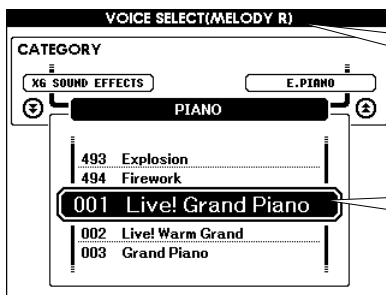 VOICE SELECT(MELODY R)
CATEGORY
XG SOUND EFFECTS
E.PIANO
PIANO
493 Explosion
494 Firework
001 Live! Grand Piano
002 Live! Warm Grand
003 Grand Piano